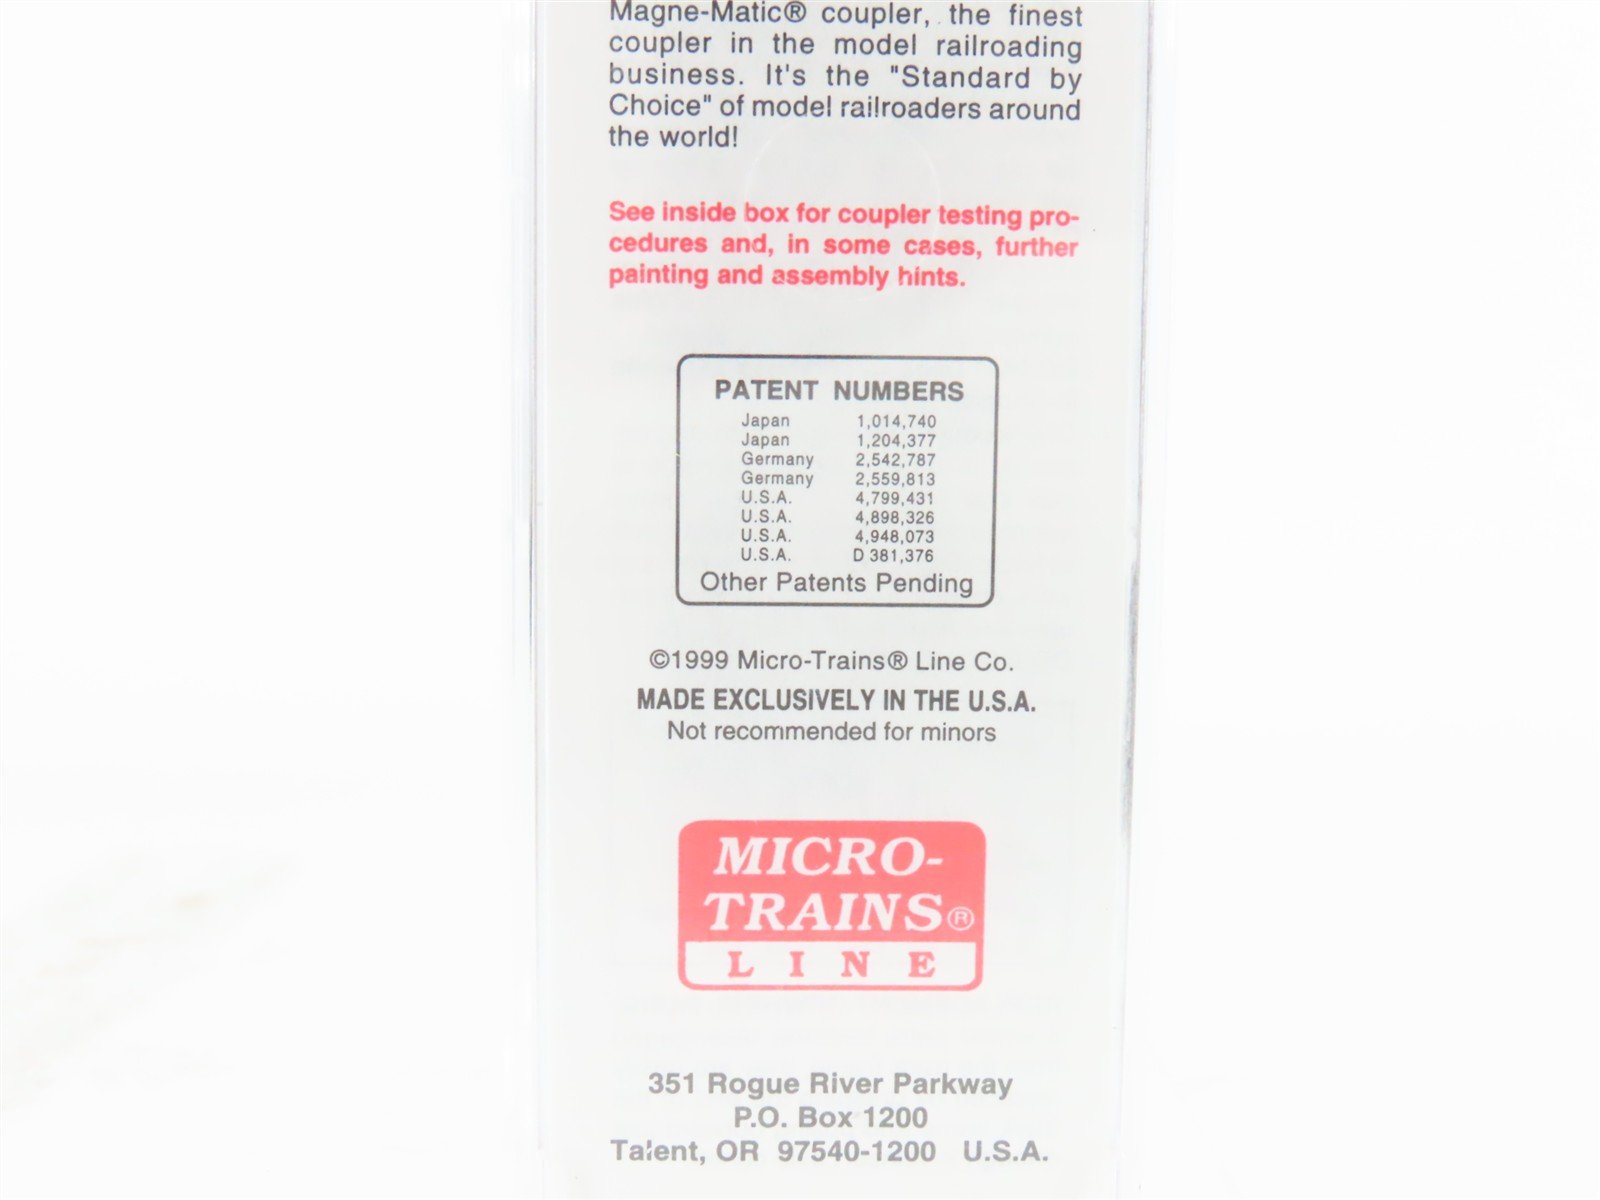 Magne-Matic® coupler, the finest
coupler in the model railroading
business. It's the "Standard by
Choice" of model railroaders around
the world!
See inside box for coupler testing pro-
cedures and, in some cases, further
painting and assembly hints.
PATENT NUMBERS
Japan 1,014,740
Japan 1,204,377
Germany 2,542,787
Germany 2,559,813
U.S.A. 4,799,431
U.S.A. 4,898,326
U.S.A. 4,948,073
U.S.A. D 381,376
Other Patents Pending
©1999 Micro-Trains® Line Co.
MADE EXCLUSIVELY IN THE U.S.A.
Not recommended for minors
MICRO-
TRAINS®
LINE
351 Rogue River Parkway
P.O. Box 1200
Talent, OR 97540-1200 U.S.A.